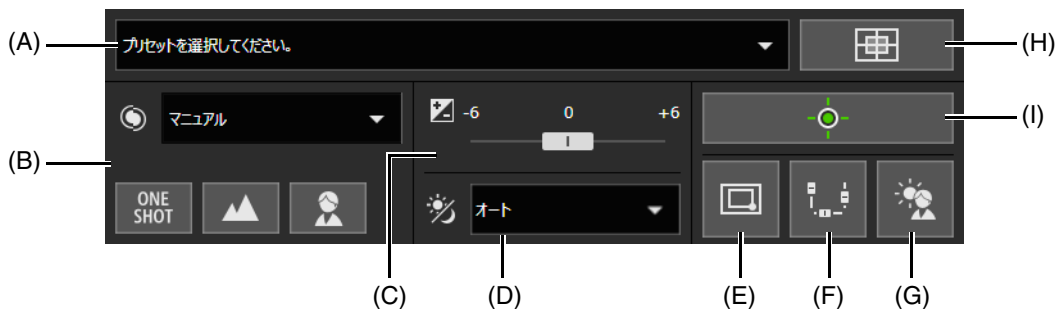 (A)
プリセットを選択してください。
(H)
マニュアル
-6 0 +6
(I)
(B)
ONE
SHOT
オート
(C)
(D)
(E)
(F)
(G)